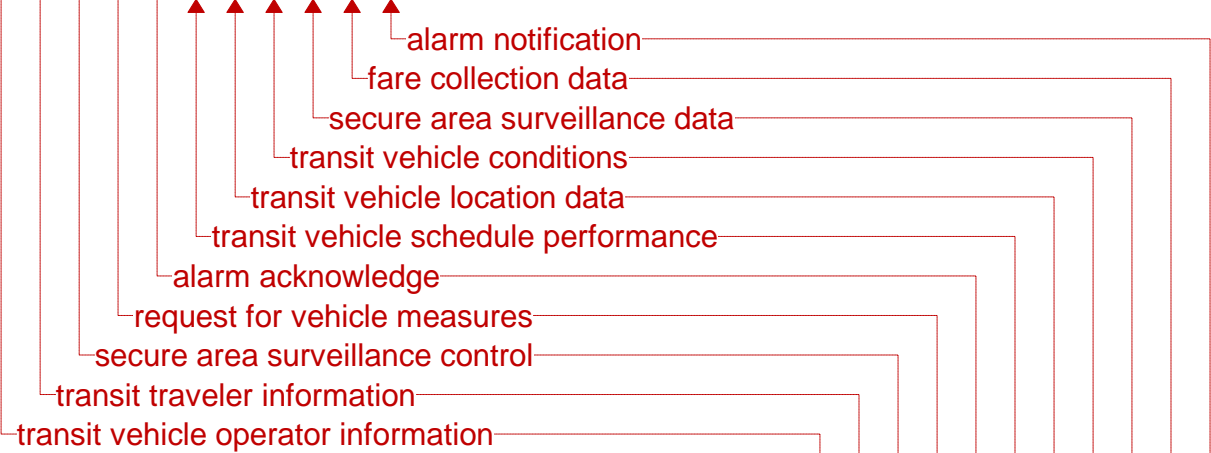 alarm notification
fare collection data
secure area surveillance data
transit vehicle conditions
transit vehicle location data
transit vehicle schedule performance
alarm acknowledge
request for vehicle measures
secure area surveillance control
transit traveler information
transit vehicle operator information